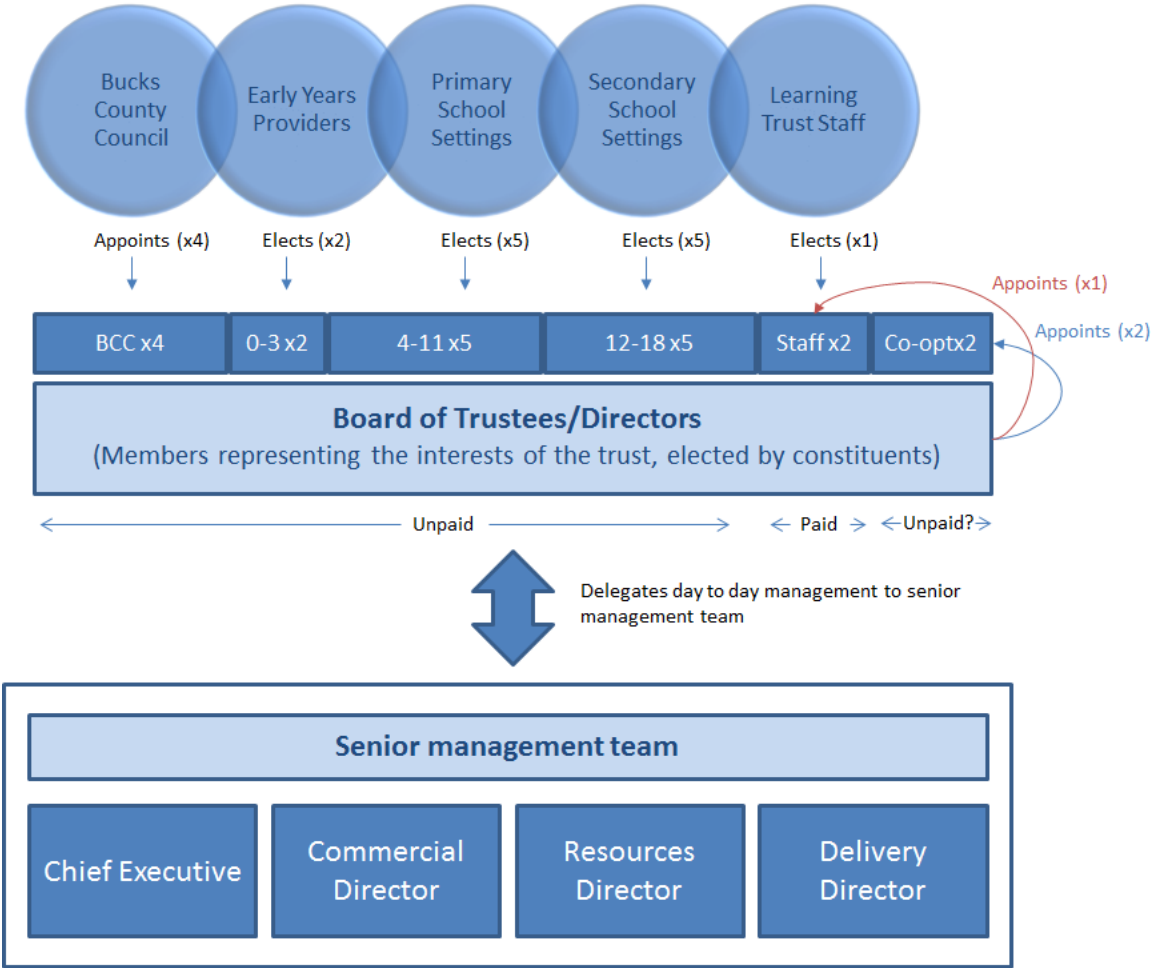 Bucks
County
Council
Early Years
Providers
Primary
School
Settings
Secondary
School
Settings
Learning
Trust Staff
Appoints (x4)
Elects (x2)
Elects (x5)
Elects (x5)
Elects (x1)
Appoints (x1)
Appoints (x2)
BCC x4
0-3 x2
4-11 x5
12-18 x5
Staff x2
Co-optx2
Board of Trustees/Directors
(Members representing the interests of the trust, elected by constituents)
Unpaid
Paid
Unpaid?
Delegates day to day management to senior
management team
Senior management team
Chief Executive
Commercial
Director
Resources
Director
Delivery
Director